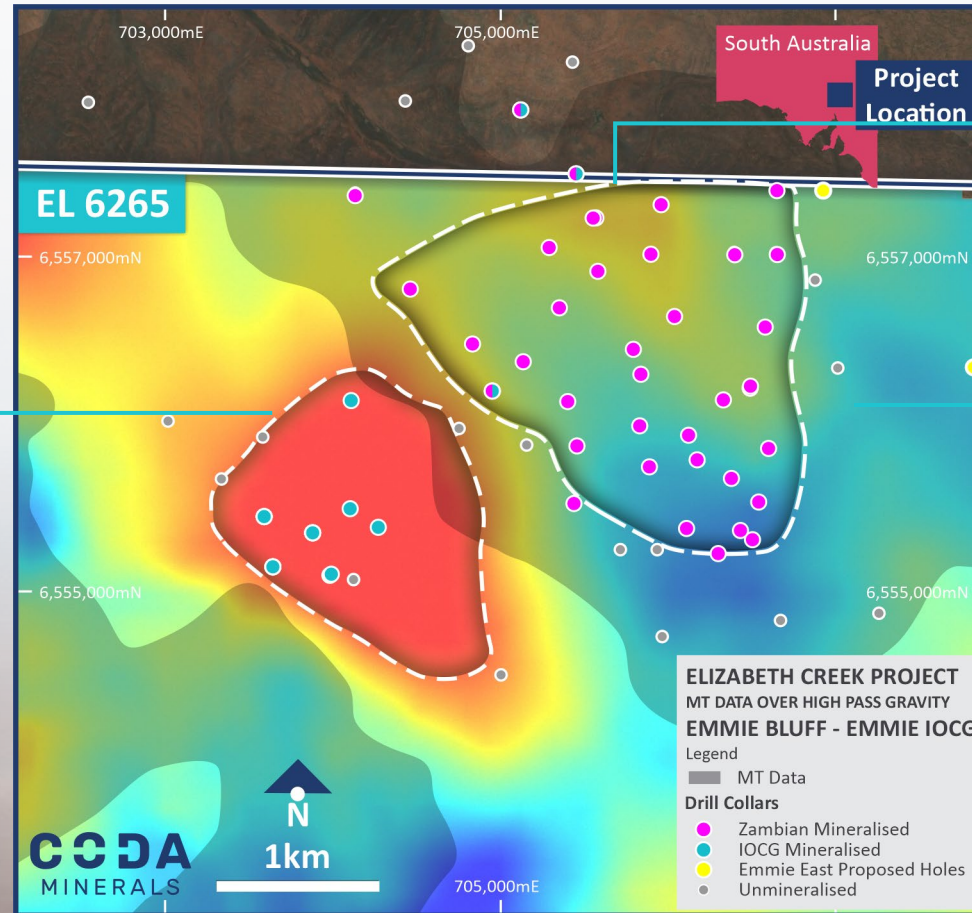 703,000mE
705,000mE
South Australia
Project
Location
EL 6265
6,557,000mN
6,557,000mN
6,555,000mN
6,555,000mN
N
1km
CODA
MINERALS
705,000mE
ELIZABETH CREEK PROJECT
MT DATA OVER HIGH PASS GRAVITY
EMMIE BLUFF - EMMIE IOCG
Legend
MT Data
Drill Collars
Zambian Mineralised
IOCG Mineralised
Emmie East Proposed Holes
Unmineralised